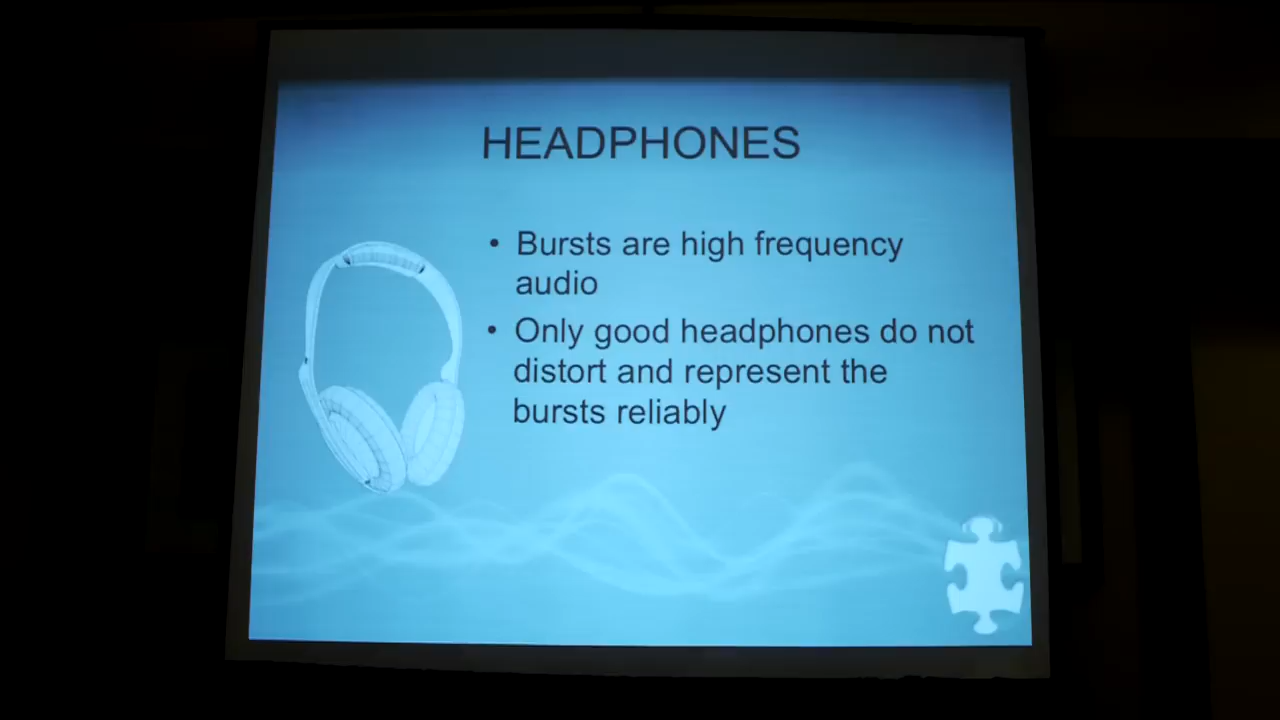 HEADPHONES
• Bursts are high frequency
audio
• Only good headphones do not
distort and represent the
bursts reliably